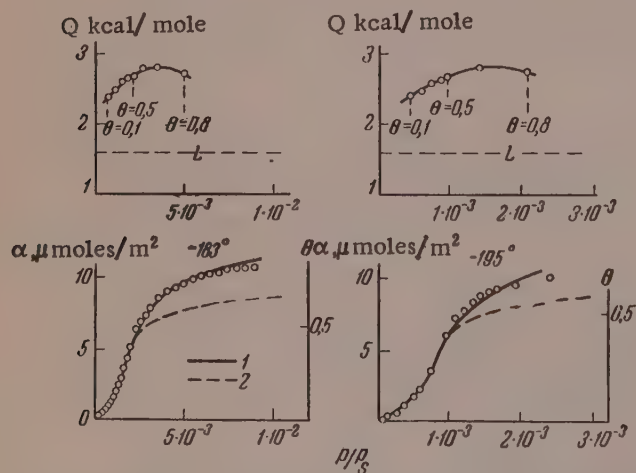 Q kcal/ mole Q kcal/ mole
3 3
θ=0,5 θ=0,5
2 θ=0,1 θ=0,8 2 θ=0,1 θ=0,8
L L
1 1
5·10⁻³ 1·10⁻² 1·10⁻³ 2·10⁻³ 3·10⁻³
α,μmoles/m² -183° θ α,μmoles/m² -195° θ
10 10
0,5 0,5
5 5
1
2
0 0
5·10⁻³ 1·10⁻² 1·10⁻³ 2·10⁻³ 3·10⁻³
p/pₛ